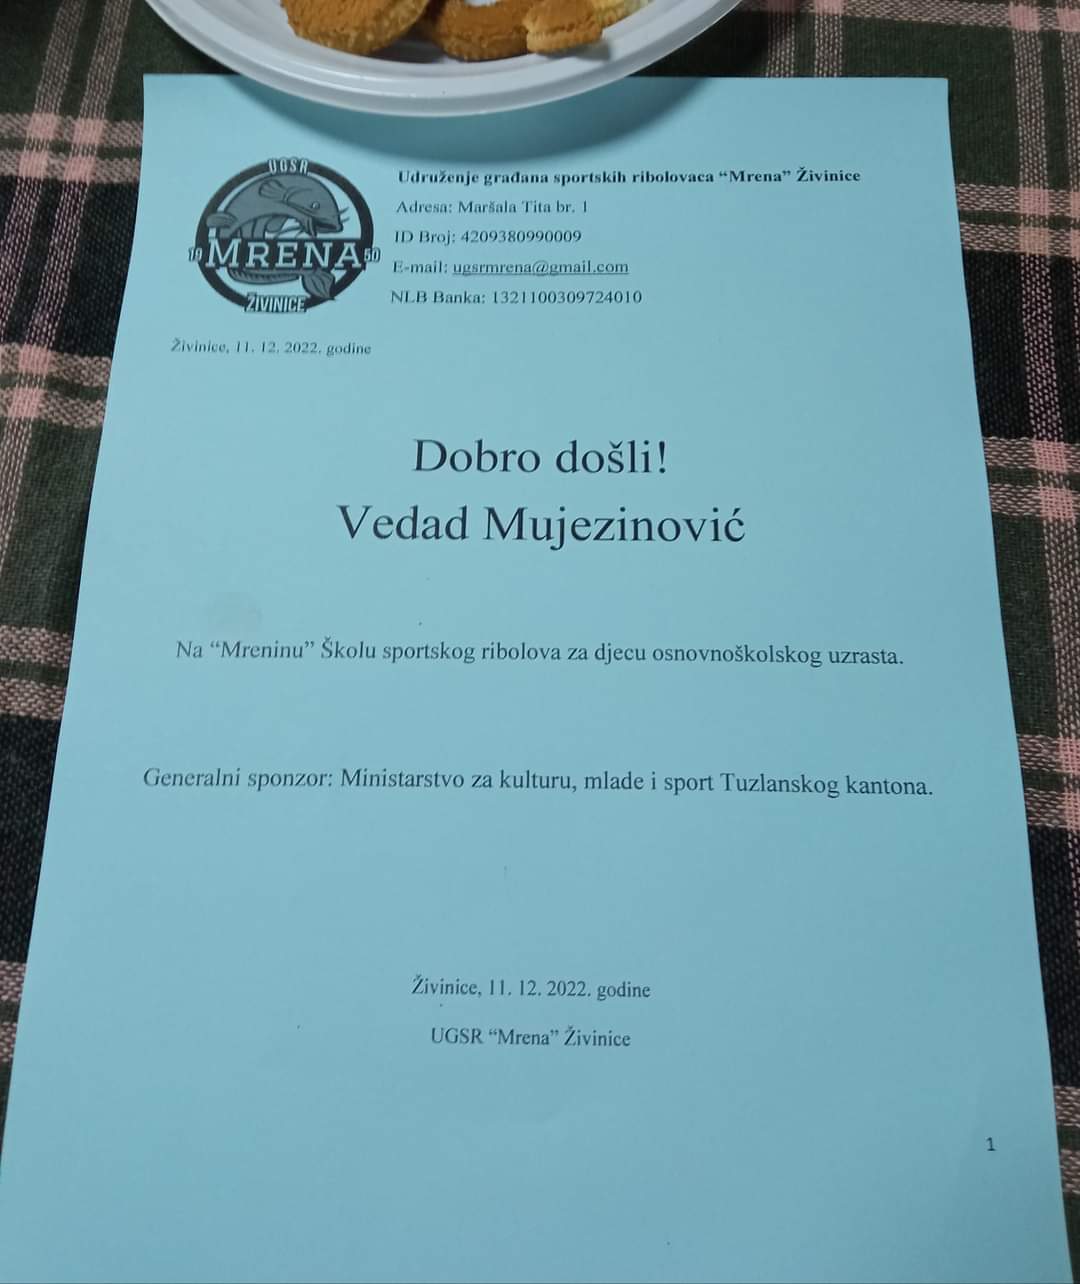 UGSR
19 MRENA 50
ŽIVINICE
Udruženje građana sportskih ribolovaca “Mrena” Živinice
Adresa: Maršala Tita br. 1
ID Broj: 4209380990009
E-mail: ugsrmrena@gmail.com
NLB Banka: 1321100309724010
Živinice, 11. 12. 2022. godine
Dobro došli!
Vedad Mujezinović
Na “Mreninu” Školu sportskog ribolova za djecu osnovnoškolskog uzrasta.
Generalni sponzor: Ministarstvo za kulturu, mlade i sport Tuzlanskog kantona.
Živinice, 11. 12. 2022. godine
UGSR “Mrena” Živinice
1